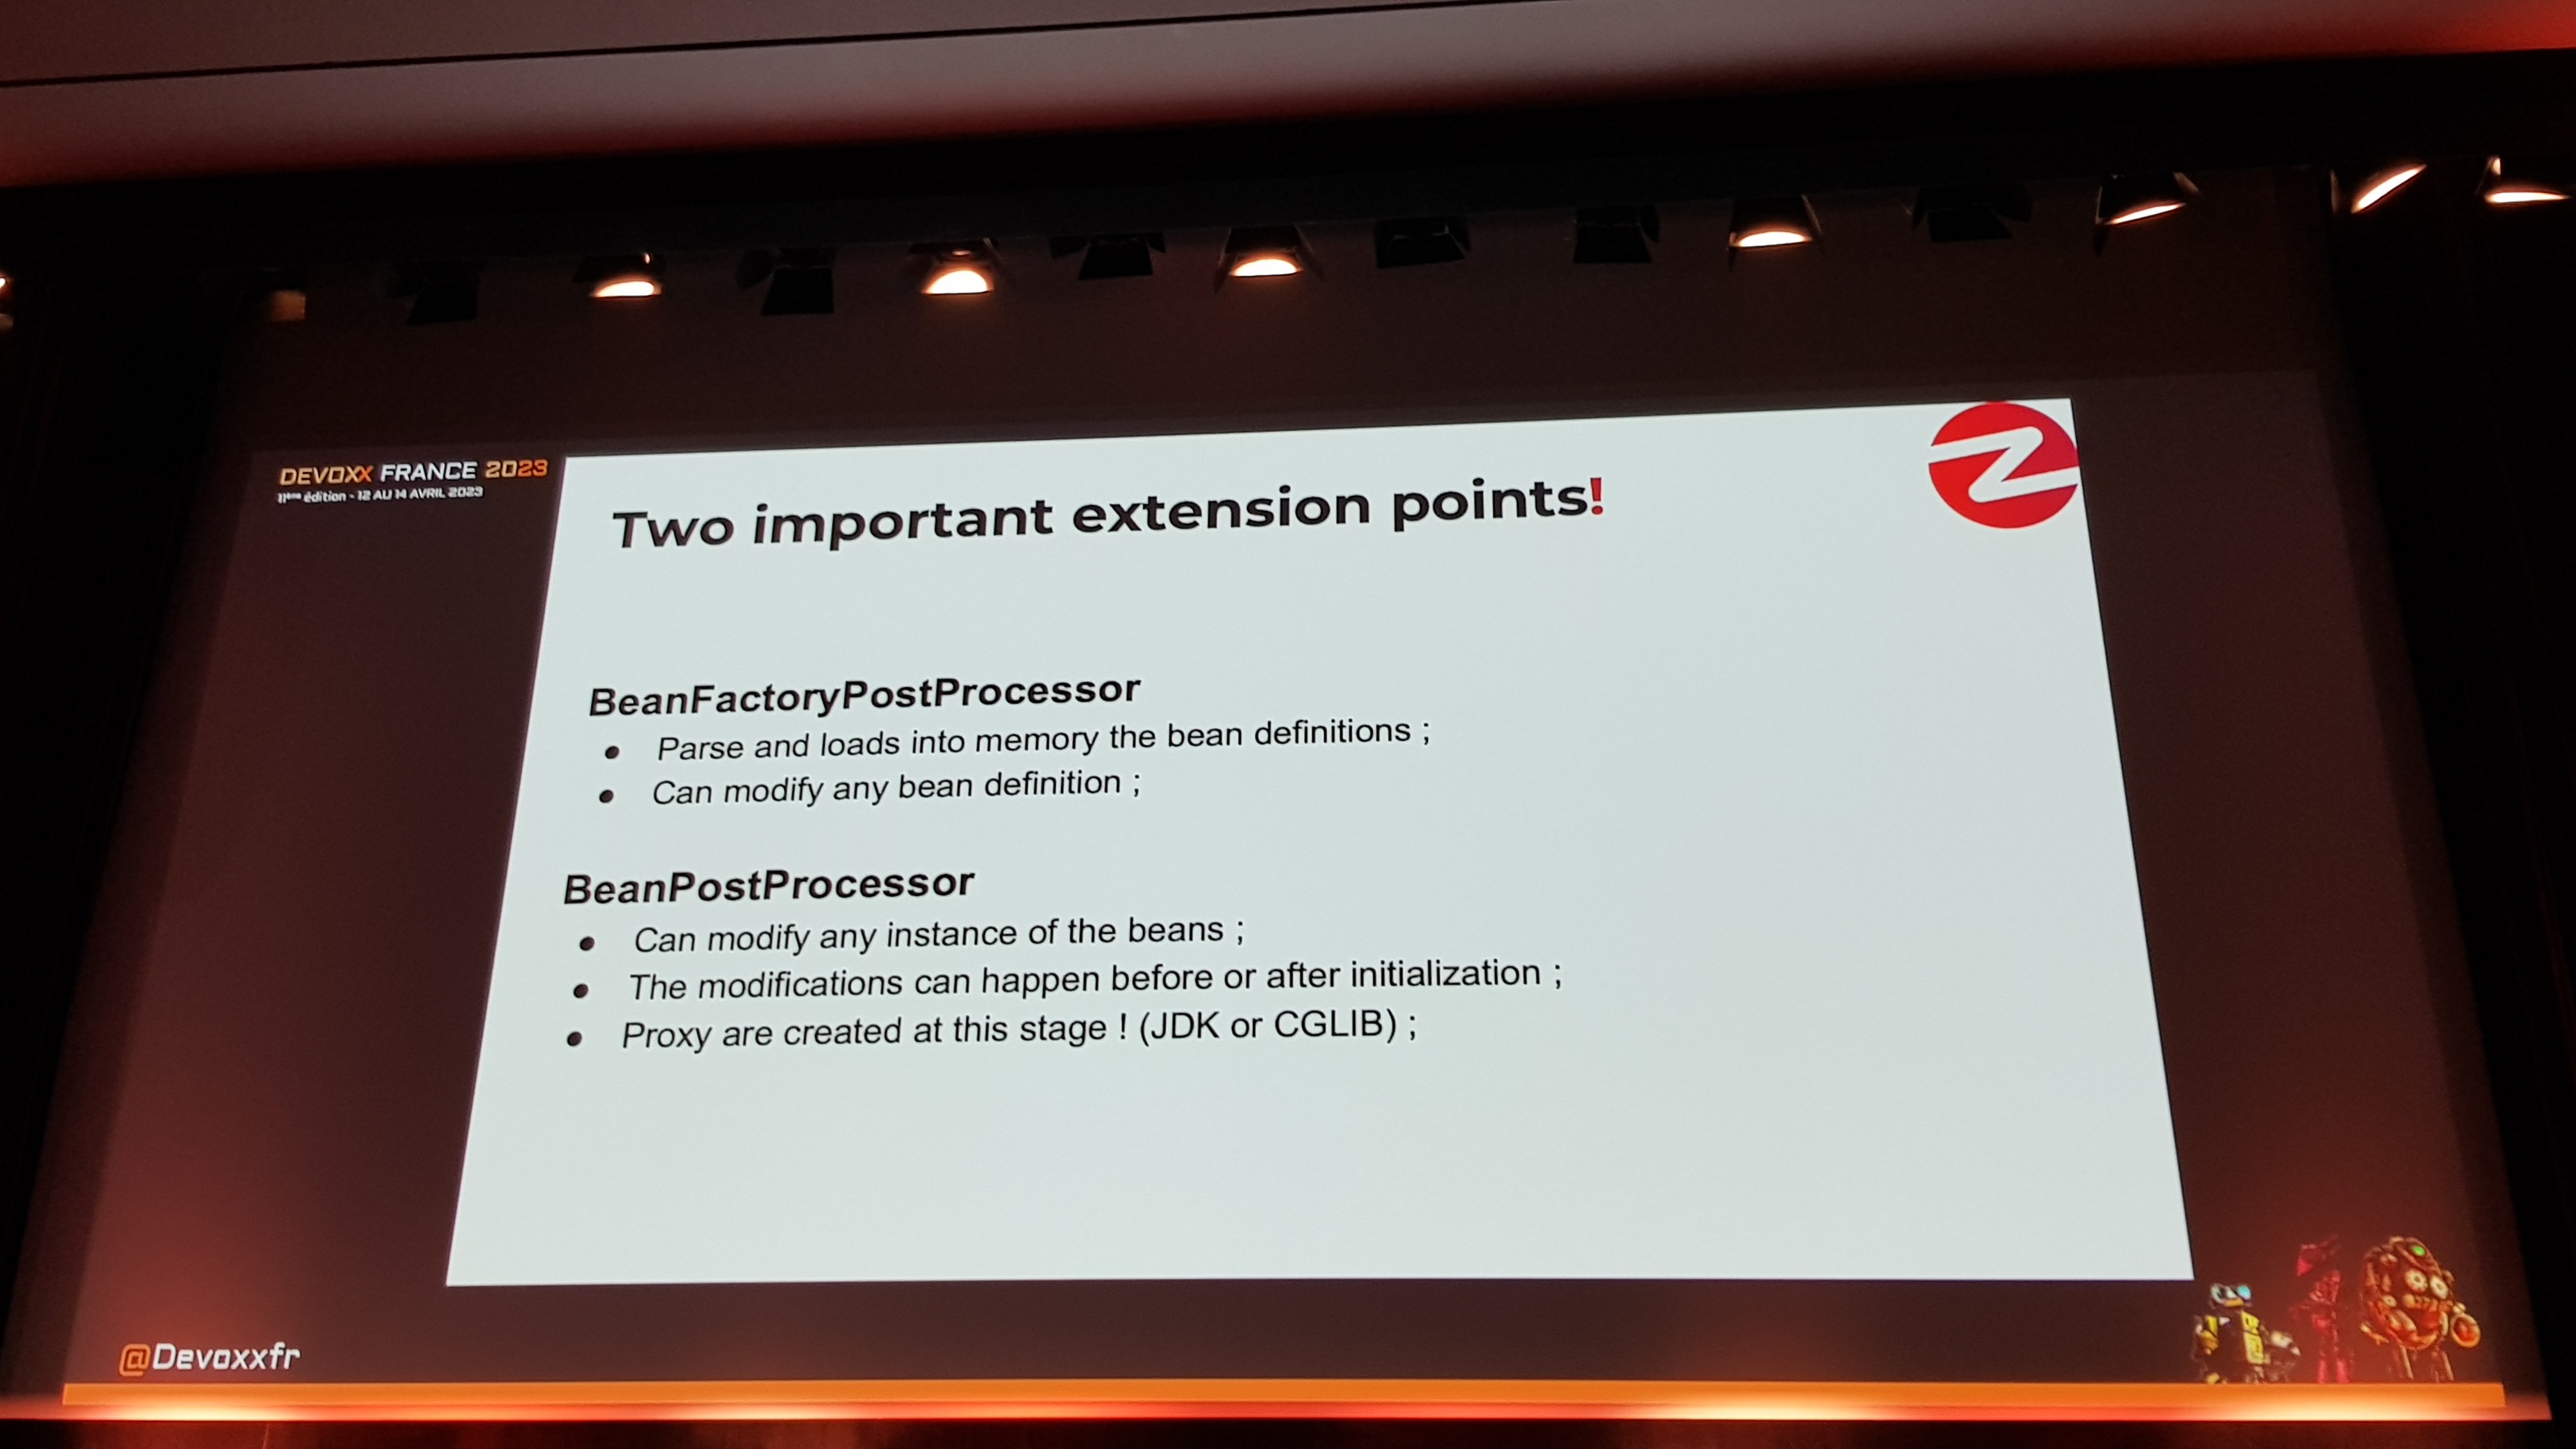 DEVOXX FRANCE 2023
11ème édition - 12 AU 14 AVRIL 2023
Two important extension points!
BeanFactoryPostProcessor
● Parse and loads into memory the bean definitions ;
● Can modify any bean definition ;
BeanPostProcessor
● Can modify any instance of the beans ;
● The modifications can happen before or after initialization ;
● Proxy are created at this stage ! (JDK or CGLIB) ;
@Devoxxfr